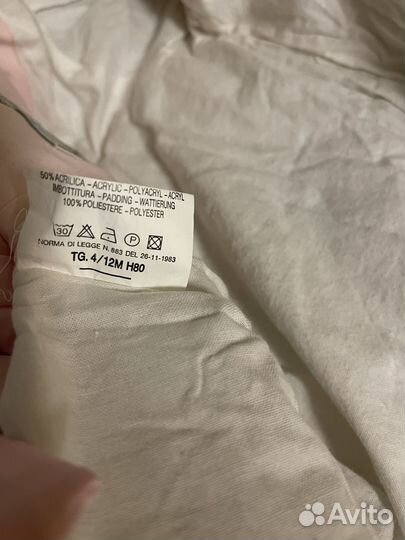 50% ACRILICA - ACRYLIC - POLYACRYL - ACRYL
IMBOTTITURA - PADDING - WATTIERUNG
100% POLIESTERE - POLYESTER
30 P
NORMA DI LEGGE N. 883 DEL 26-11-1983
TG. 4/12M H80
Avito